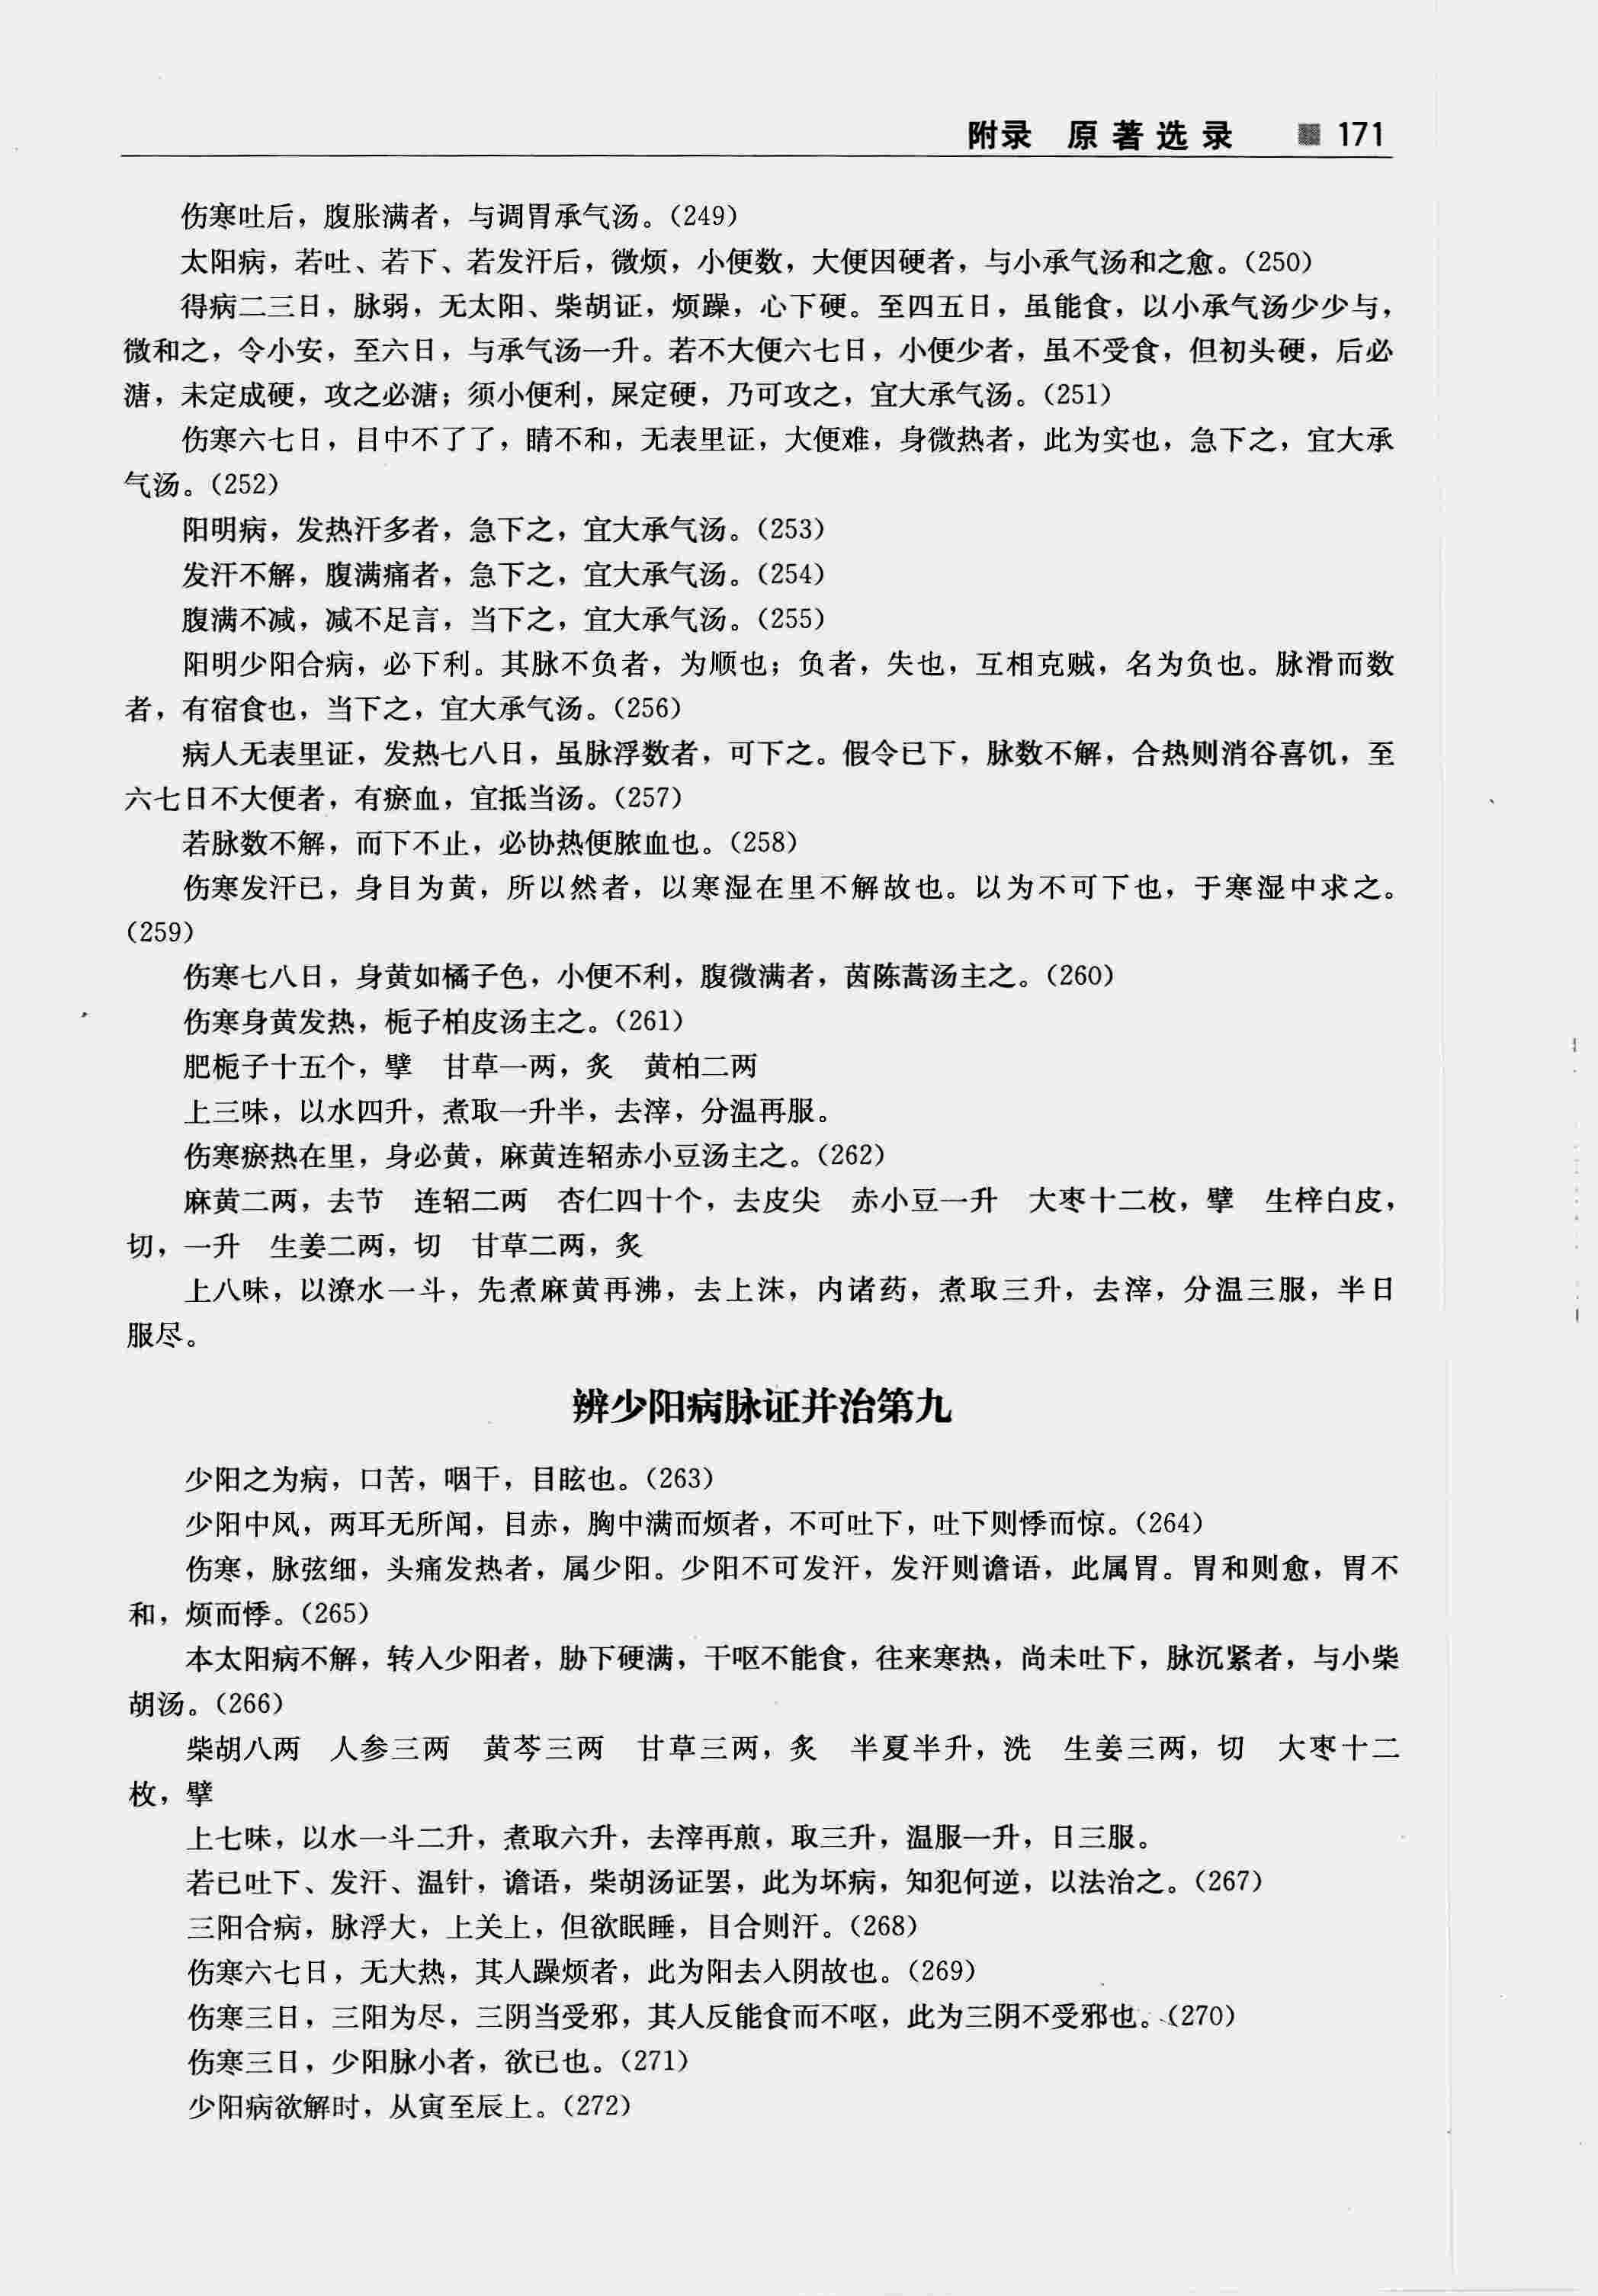 附录 原著选录 171
伤寒吐后，腹胀满者，与调胃承气汤。（249）
太阳病，若吐、若下、若发汗后，微烦，小便数，大便因硬者，与小承气汤和之愈。（250）
得病二三日，脉弱，无太阳、柴胡证，烦躁，心下硬。至四五日，虽能食，以小承气汤少少与，
微和之，令小安，至六日，与承气汤一升。若不大便六七日，小便少者，虽不受食，但初头硬，后必
溏，未定成硬，攻之必溏；须小便利，屎定硬，乃可攻之，宜大承气汤。（251）
伤寒六七日，目中不了了，睛不和，无表里证，大便难，身微热者，此为实也，急下之，宜大承
气汤。（252）
阳明病，发热汗多者，急下之，宜大承气汤。（253）
发汗不解，腹满痛者，急下之，宜大承气汤。（254）
腹满不减，减不足言，当下之，宜大承气汤。（255）
阳明少阳合病，必下利。其脉不负者，为顺也；负者，失也，互相克贼，名为负也。脉滑而数
者，有宿食也，当下之，宜大承气汤。（256）
病人无表里证，发热七八日，虽脉浮数者，可下之。假令已下，脉数不解，合热则消谷喜饥，至
六七日不大便者，有瘀血，宜抵当汤。（257）
若脉数不解，而下不止，必协热便脓血也。（258）
伤寒发汗已，身目为黄，所以然者，以寒湿在里不解故也。以为不可下也，于寒湿中求之。
（259）
伤寒七八日，身黄如橘子色，小便不利，腹微满者，茵陈蒿汤主之。（260）
伤寒身黄发热，栀子柏皮汤主之。（261）
肥栀子十五个，擘 甘草一两，炙 黄柏二两
上三味，以水四升，煮取一升半，去滓，分温再服。
伤寒瘀热在里，身必黄，麻黄连轺赤小豆汤主之。（262）
麻黄二两，去节 连轺二两 杏仁四十个，去皮尖 赤小豆一升 大枣十二枚，擘 生梓白皮，
切，一升 生姜二两，切 甘草二两，炙
上八味，以潦水一斗，先煮麻黄再沸，去上沫，内诸药，煮取三升，去滓，分温三服，半日
服尽。
辨少阳病脉证并治第九
少阳之为病，口苦，咽干，目眩也。（263）
少阳中风，两耳无所闻，目赤，胸中满而烦者，不可吐下，吐下则悸而惊。（264）
伤寒，脉弦细，头痛发热者，属少阳。少阳不可发汗，发汗则谵语，此属胃。胃和则愈，胃不
和，烦而悸。（265）
本太阳病不解，转入少阳者，胁下硬满，干呕不能食，往来寒热，尚未吐下，脉沉紧者，与小柴
胡汤。（266）
柴胡八两 人参三两 黄芩三两 甘草三两，炙 半夏半升，洗 生姜三两，切 大枣十二
枚，擘
上七味，以水一斗二升，煮取六升，去滓再煎，取三升，温服一升，日三服。
若已吐下、发汗、温针，谵语，柴胡汤证罢，此为坏病，知犯何逆，以法治之。（267）
三阳合病，脉浮大，上关上，但欲眠睡，目合则汗。（268）
伤寒六七日，无大热，其人躁烦者，此为阳去入阴故也。（269）
伤寒三日，三阳为尽，三阴当受邪，其人反能食而不呕，此为三阴不受邪也。（270）
伤寒三日，少阳脉小者，欲已也。（271）
少阳病欲解时，从寅至辰上。（272）